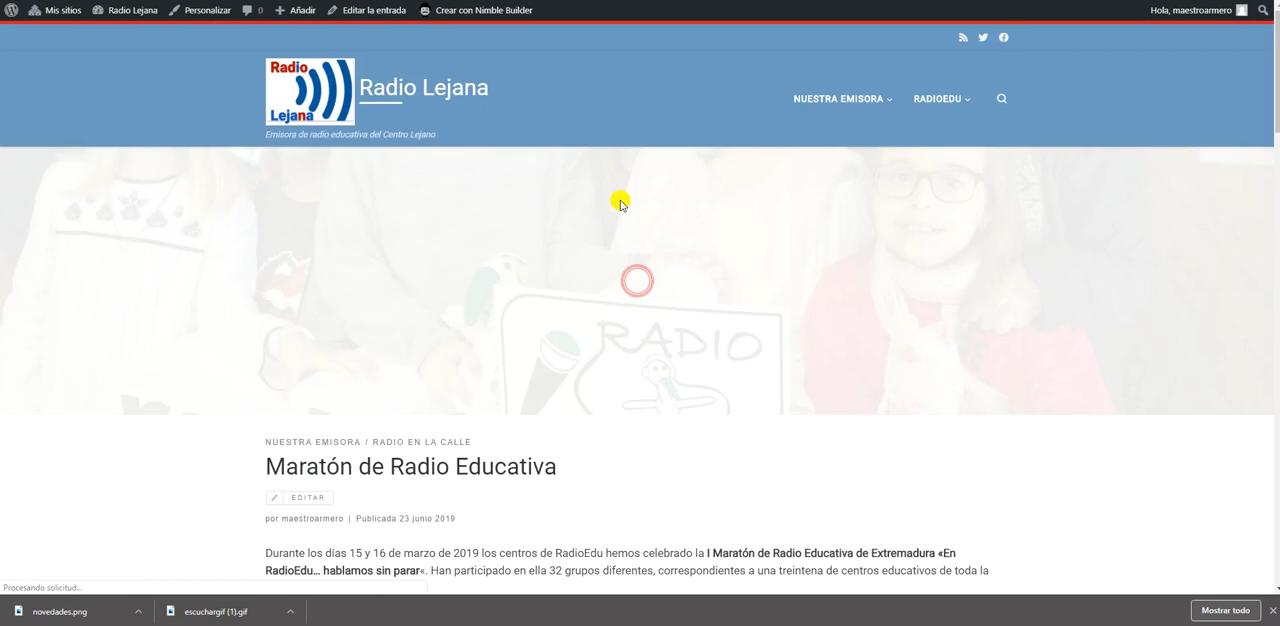 Mis sitios Radio Lejana Personalizar 0 Añadir Editar la entrada Crear con Nimble Builder Hola, maestroarmero
Radio
Lejana
Radio Lejana
NUESTRA EMISORA RADIOEDU
Emisora de radio educativa del Centro Lejano
RADIO
NUESTRA EMISORA / RADIO EN LA CALLE
Maratón de Radio Educativa
EDITAR
por maestroarmero | Publicada 23 junio 2019
Durante los días 15 y 16 de marzo de 2019 los centros de RadioEdu hemos celebrado la I Maratón de Radio Educativa de Extremadura «En
RadioEdu... hablamos sin parar«. Han participado en ella 32 grupos diferentes, correspondientes a una treintena de centros educativos de toda la
Procesando solicitud...
novedades.png escuchargif (1).gif Mostrar todo